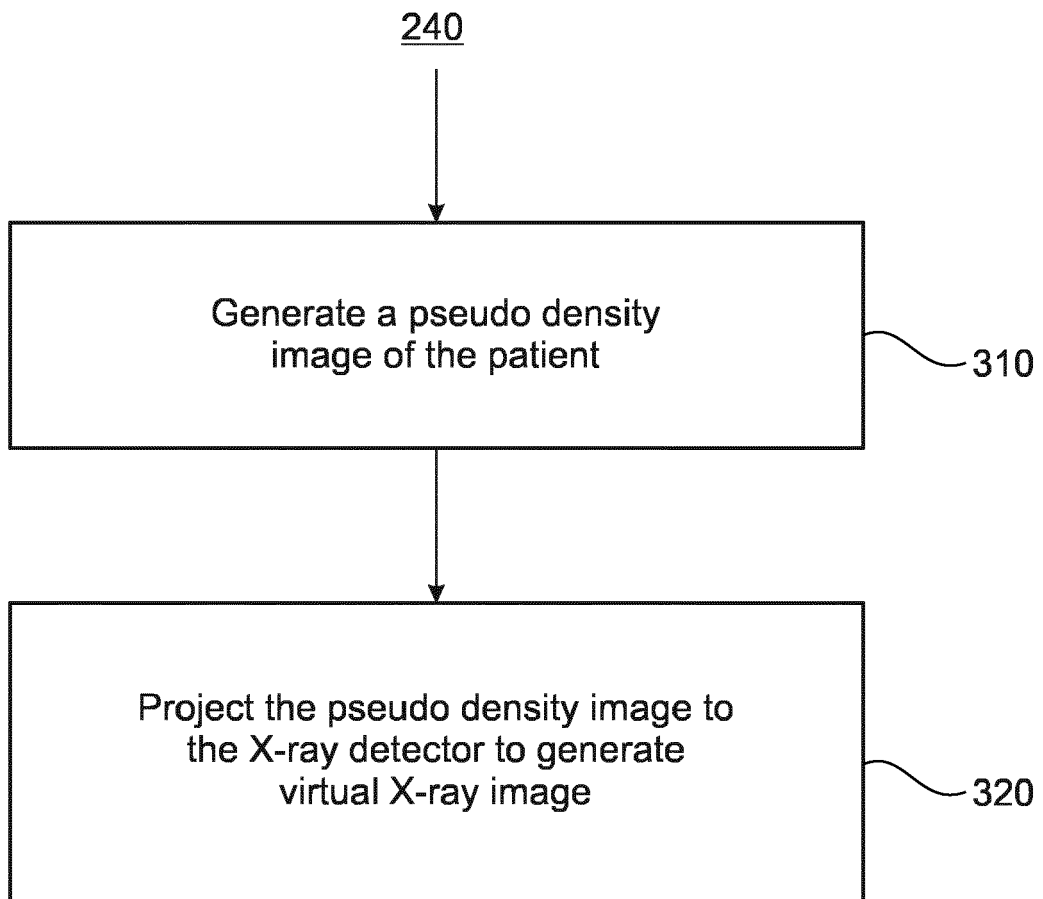 240
Generate a pseudo density
image of the patient
310
Project the pseudo density image to
the X-ray detector to generate
virtual X-ray image
320